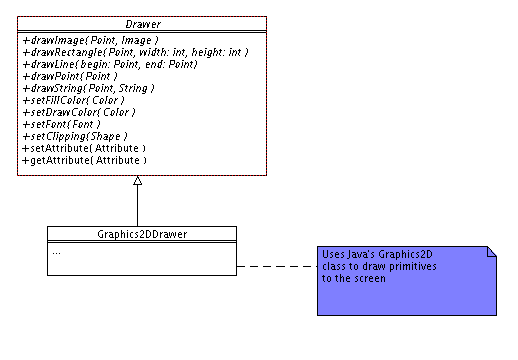 Drawer
+drawImage( Point, Image )
+drawRectangle( Point, width: int, height: int )
+drawLine( begin: Point, end: Point)
+drawPoint( Point )
+drawString( Point, String )
+setFillColor( Color )
+setDrawColor( Color )
+setFont( Font )
+setClipping( Shape )
+setAttribute( Attribute )
+getAttribute( Attribute )
Graphics2DDrawer
...
Uses Java's Graphics2D
class to draw primitives
to the screen